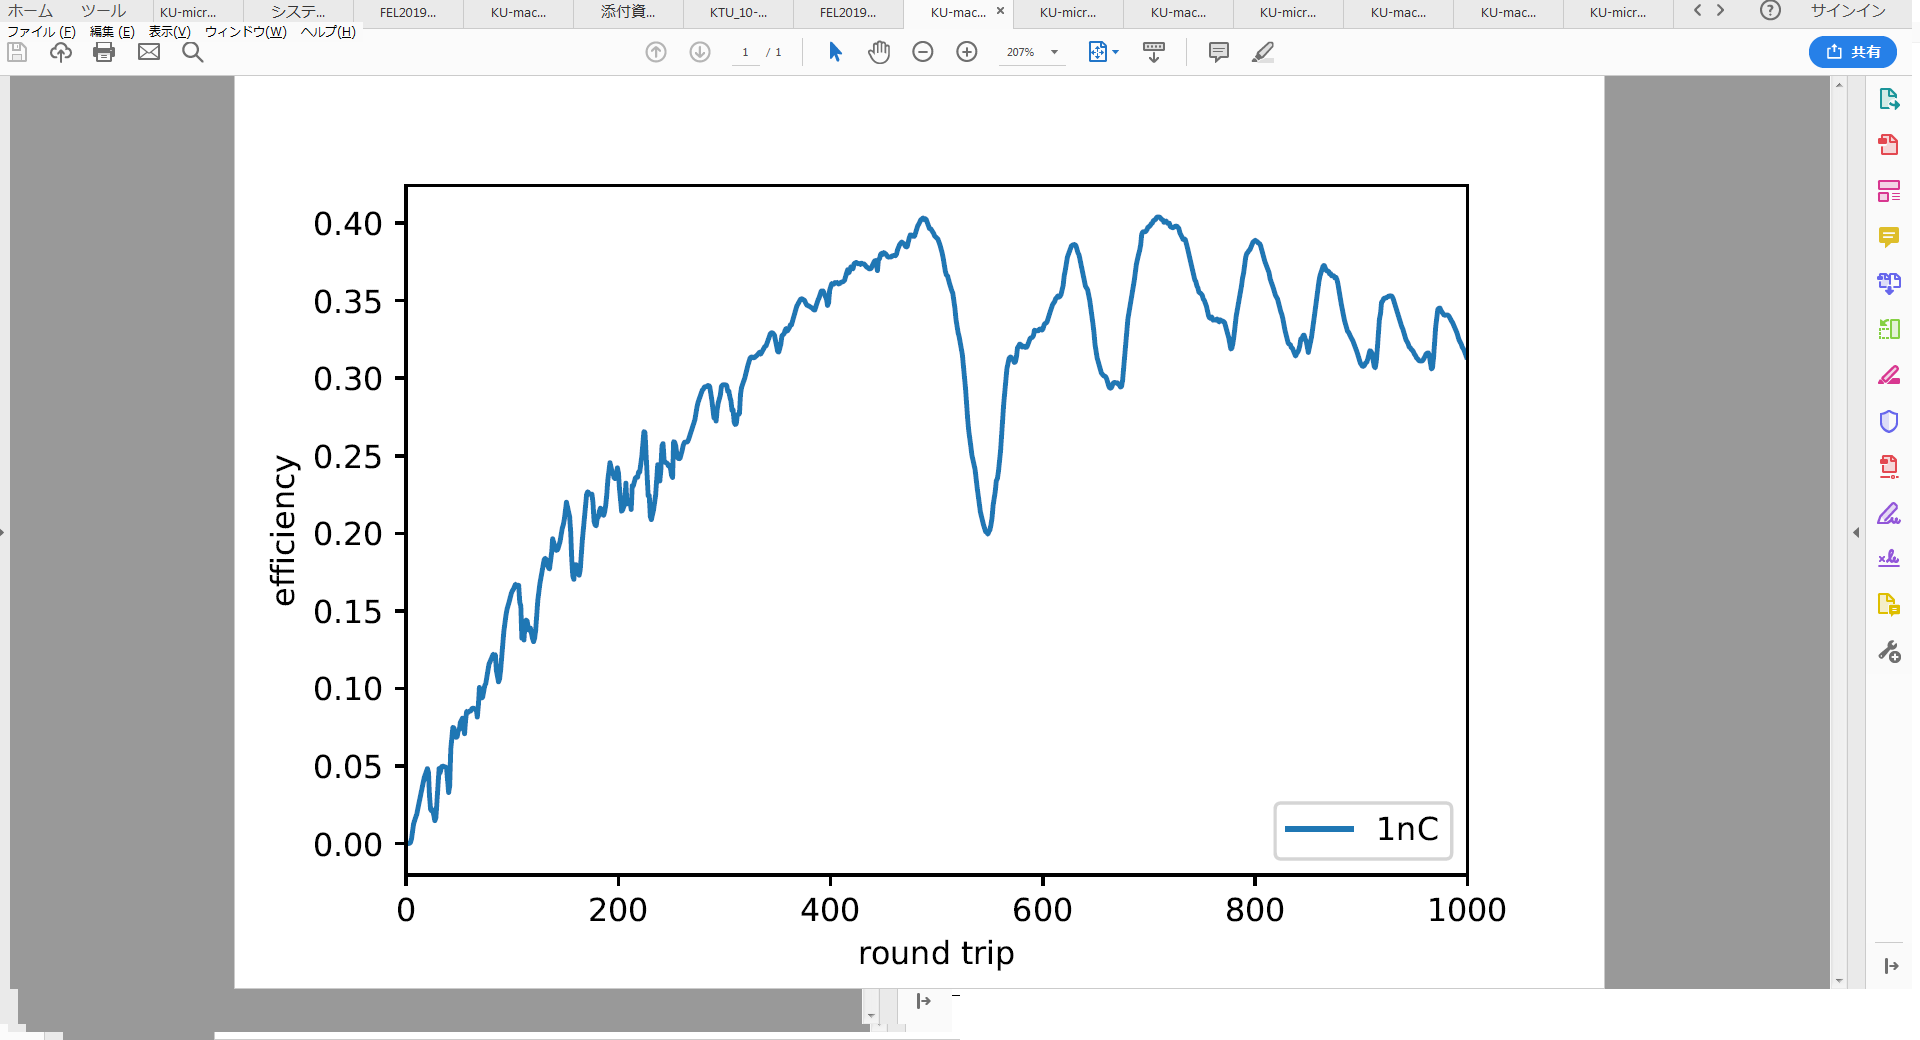 ホーム ツール KU-micr... システ... FEL2019... KU-mac... 添付資... KTU_10-... FEL2019... KU-mac... × KU-micr... KU-mac... KU-micr... KU-mac... KU-mac... KU-micr... ? サインイン
ファイル (F) 編集 (E) 表示(V) ウィンドウ(W) ヘルプ(H)
1 / 1 207% 共有
0.40
0.35
0.30
0.25
0.20
0.15
0.10
0.05
0.00
efficiency
1nC
0 200 400 600 800 1000
round trip